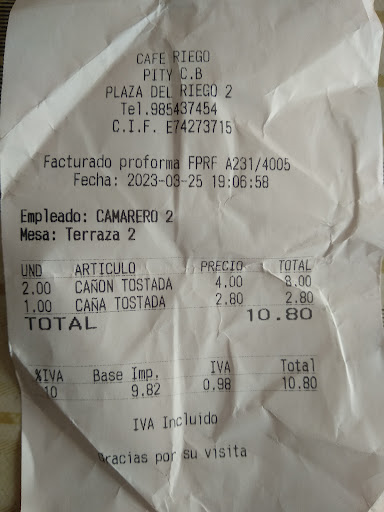 CAFE RIEGO
PITY C.B
PLAZA DEL RIEGO 2
Tel.985437454
C.I.F. E74273715
Facturado proforma FPRF A231/4005
Fecha: 2023-03-25 19:06:58
Empleado: CAMARERO 2
Mesa: Terraza 2
UND ARTICULO PRECIO TOTAL
2.00 CAÑON TOSTADA 4.00 8.00
1.00 CAÑA TOSTADA 2.80 2.80
TOTAL 10.80
%IVA Base Imp. IVA Total
10 9.82 0.98 10.80
IVA Incluido
Gracias por su visita